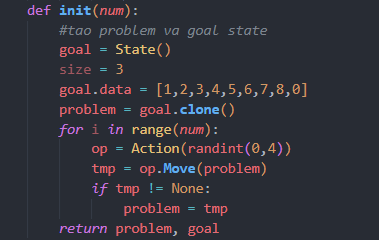 def init(num):
    #tao problem va goal state
    goal = State()
    size = 3
    goal.data = [1,2,3,4,5,6,7,8,0]
    problem = goal.clone()
    for i in range(num):
        op = Action(randint(0,4))
        tmp = op.Move(problem)
        if tmp != None:
            problem = tmp
    return problem, goal